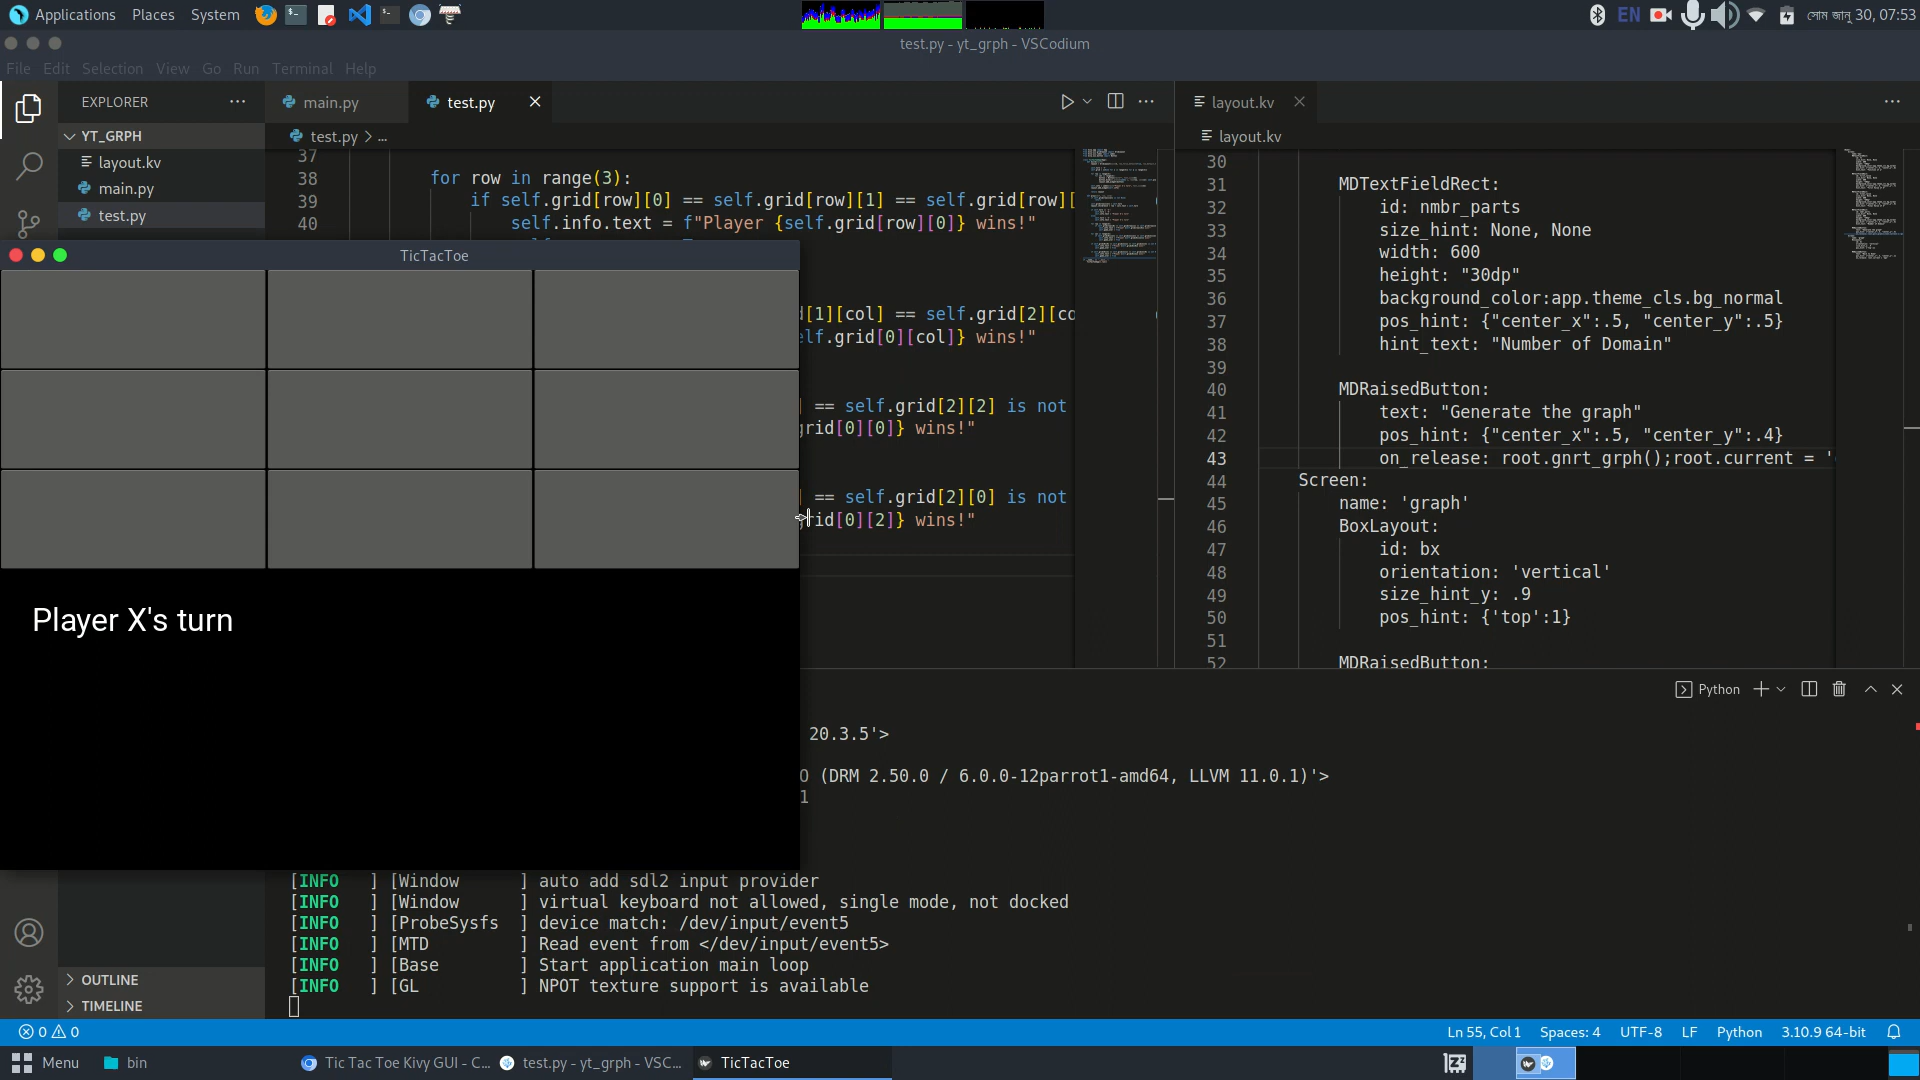 Applications Places System
EN
সোম জানু 30, 07:53
test.py - yt_grph - VSCodium
File Edit Selection View Go Run Terminal Help
EXPLORER
main.py
test.py
layout.kv
YT_GRPH
test.py > ...
layout.kv
layout.kv
main.py
test.py
37
38 for row in range(3):
39 if self.grid[row][0] == self.grid[row][1] == self.grid[row][
40 self.info.text = f"Player {self.grid[row][0]} wins!"
TicTacToe
[1][col] == self.grid[2][co
elf.grid[0][col]} wins!"
] == self.grid[2][2] is not
grid[0][0]} wins!"
] == self.grid[2][0] is not
rid[0][2]} wins!"
Player X's turn
30
31 MDTextFieldRect:
32 id: nmbr_parts
33 size_hint: None, None
34 width: 600
35 height: "30dp"
36 background_color:app.theme_cls.bg_normal
37 pos_hint: {"center_x":.5, "center_y":.5}
38 hint_text: "Number of Domain"
39
40 MDRaisedButton:
41 text: "Generate the graph"
42 pos_hint: {"center_x":.5, "center_y":.4}
43 on_release: root.gnrt_grph();root.current = '
44 Screen:
45 name: 'graph'
46 BoxLayout:
47 id: bx
48 orientation: 'vertical'
49 size_hint_y: .9
50 pos_hint: {'top':1}
51
52 MDRaisedButton:
Python
20.3.5'>
0 (DRM 2.50.0 / 6.0.0-12parrot1-amd64, LLVM 11.0.1)'>
1
[INFO ] [Window ] auto add sdl2 input provider
[INFO ] [Window ] virtual keyboard not allowed, single mode, not docked
[INFO ] [ProbeSysfs ] device match: /dev/input/event5
[INFO ] [MTD ] Read event from </dev/input/event5>
[INFO ] [Base ] Start application main loop
[INFO ] [GL ] NPOT texture support is available
OUTLINE
TIMELINE
0 0
Ln 55, Col 1 Spaces: 4 UTF-8 LF Python 3.10.9 64-bit
Menu bin Tic Tac Toe Kivy GUI - C... test.py - yt_grph - VSC... TicTacToe